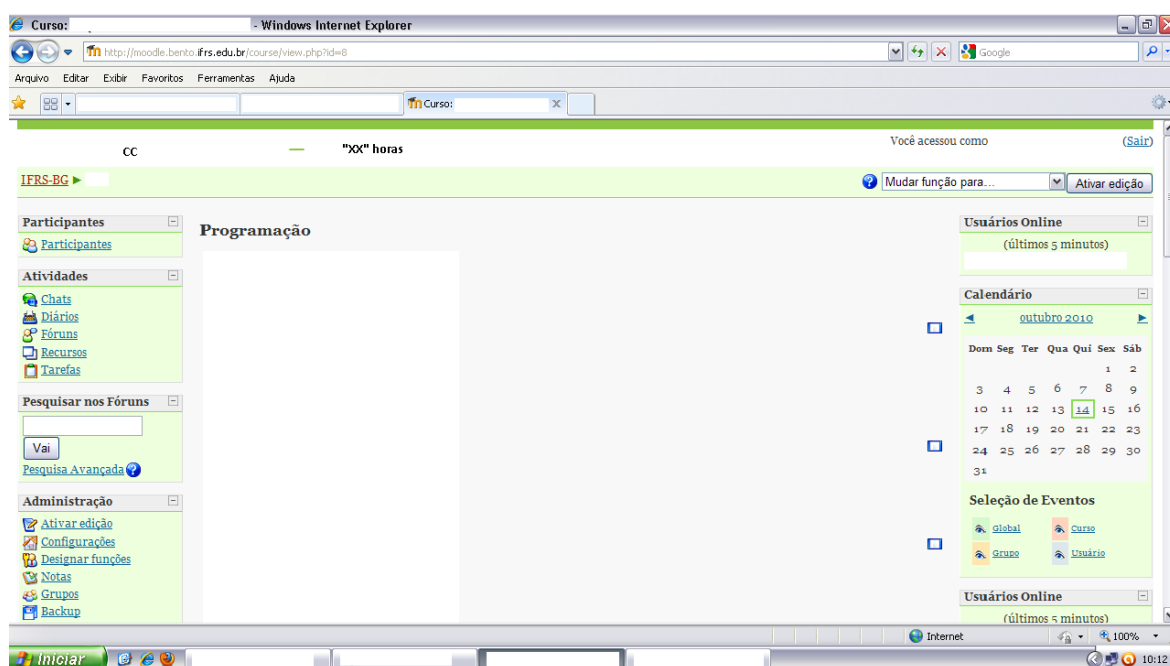 Curso: - Windows Internet Explorer
http://moodle.bento.ifrs.edu.br/course/view.php?id=8
Google
Arquivo Editar Exibir Favoritos Ferramentas Ajuda
Curso:
CC — "XX" horas
Você acessou como (Sair)
IFRS-BG ►
Mudar função para... Ativar edição
Participantes
Participantes
Atividades
Chats
Diários
Fóruns
Recursos
Tarefas
Pesquisar nos Fóruns
Vai
Pesquisa Avançada
Administração
Ativar edição
Configurações
Designar funções
Notas
Grupos
Backup
Programação
Usuários Online
(últimos 5 minutos)
Calendário
◄ outubro 2010 ►
Dom Seg Ter Qua Qui Sex Sáb
1 2
3 4 5 6 7 8 9
10 11 12 13 14 15 16
17 18 19 20 21 22 23
24 25 26 27 28 29 30
31
Seleção de Eventos
Global Curso
Grupo Usuário
Usuários Online
(últimos 5 minutos)
Internet 100%
Iniciar 10:12